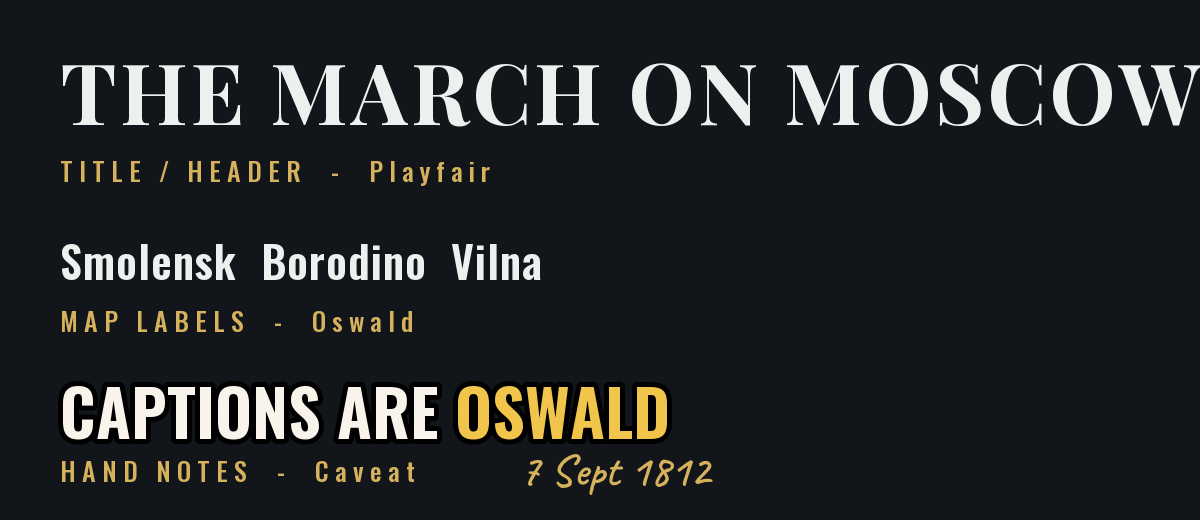 THE MARCH ON MOSCOW
TITLE / HEADER - Playfair
Smolensk Borodino Vilna
MAP LABELS - Oswald
CAPTIONS ARE OSWALD
HAND NOTES - Caveat 7 Sept 1812